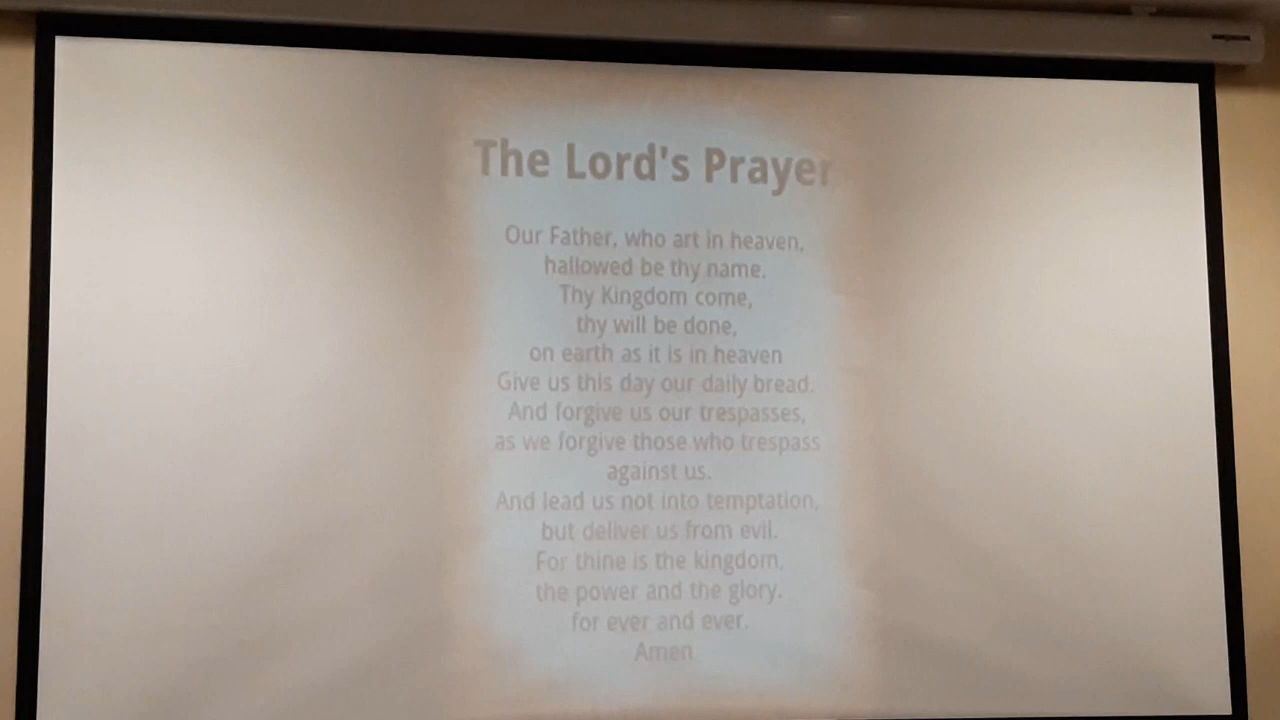 The Lord's Prayer
Our Father, who art in heaven,
hallowed be thy name.
Thy Kingdom come,
thy will be done,
on earth as it is in heaven
Give us this day our daily bread.
And forgive us our trespasses,
as we forgive those who trespass
against us.
And lead us not into temptation,
but deliver us from evil.
For thine is the kingdom,
the power and the glory.
for ever and ever.
Amen